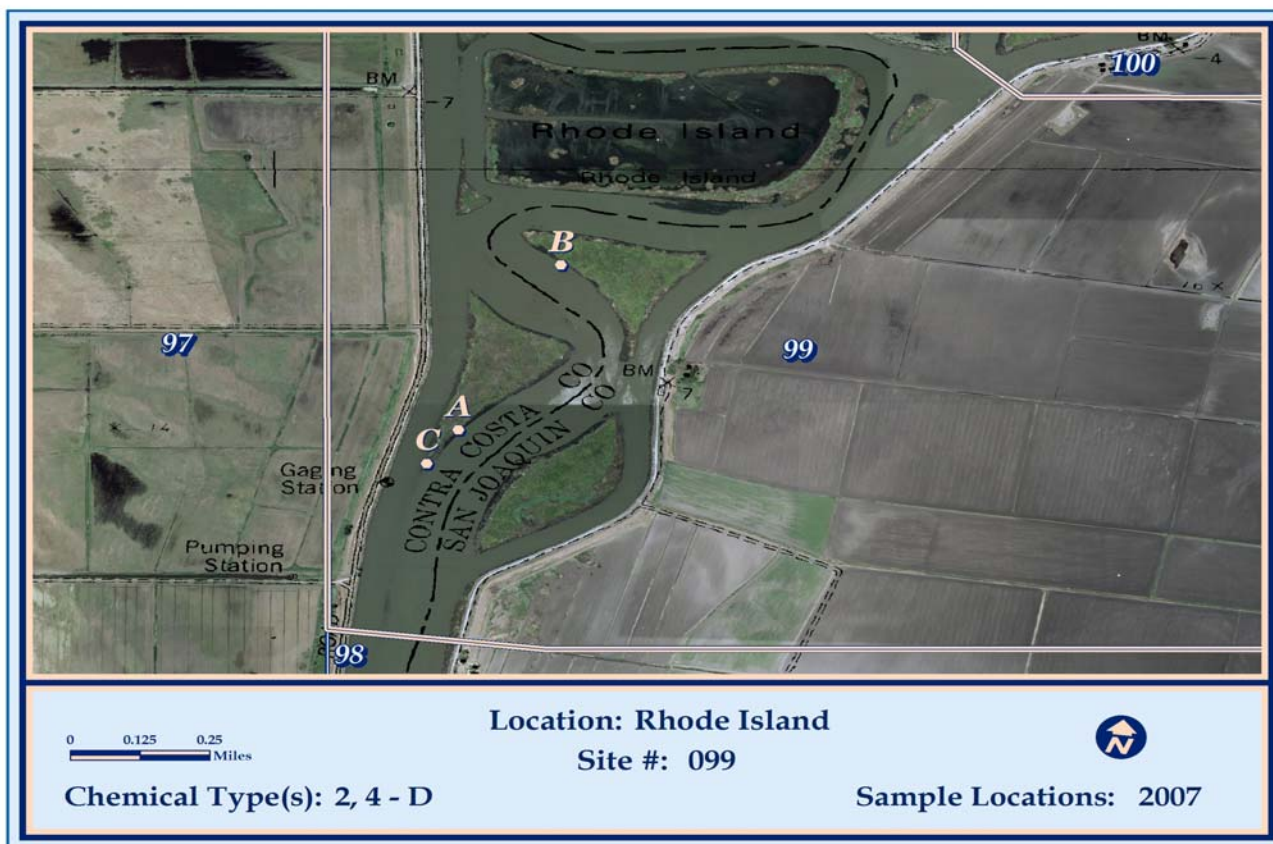 BM
-7
BM
-4
100
Rhode Island
Rhode Island
B
97
99
BM
7
A
C
CONTRA COSTA CO
SAN JOAQUIN CO
Gaging
Station
Pumping
Station
98
0 0.125 0.25
Miles
Location: Rhode Island
Site #: 099
N
Chemical Type(s): 2, 4 - D
Sample Locations: 2007